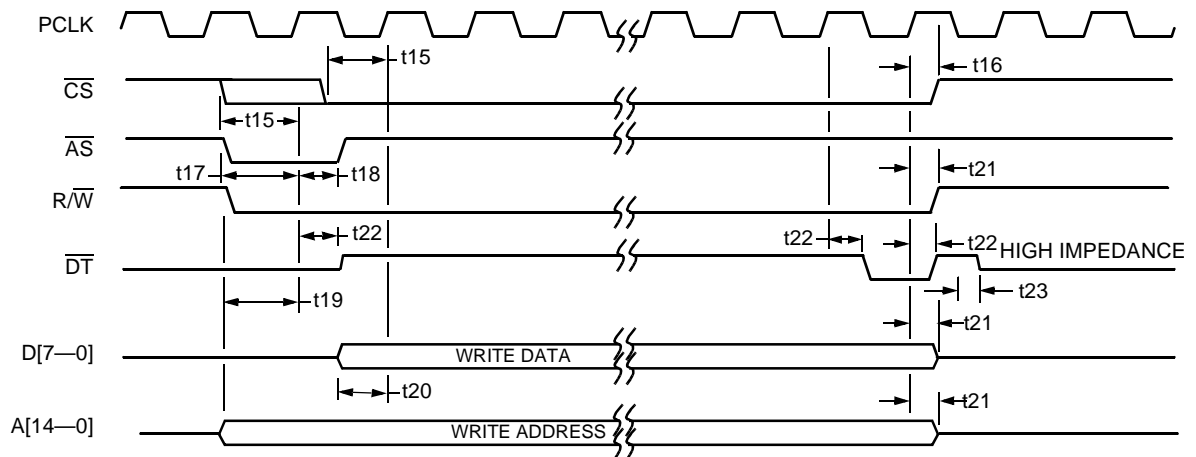 PCLK
t15
t16
CS
t15
AS
t17
t18
t21
R/W
t22
t22
t22
HIGH IMPEDANCE
DT
t19
t23
t21
D[7—0]
WRITE DATA
t20
t21
A[14—0]
WRITE ADDRESS